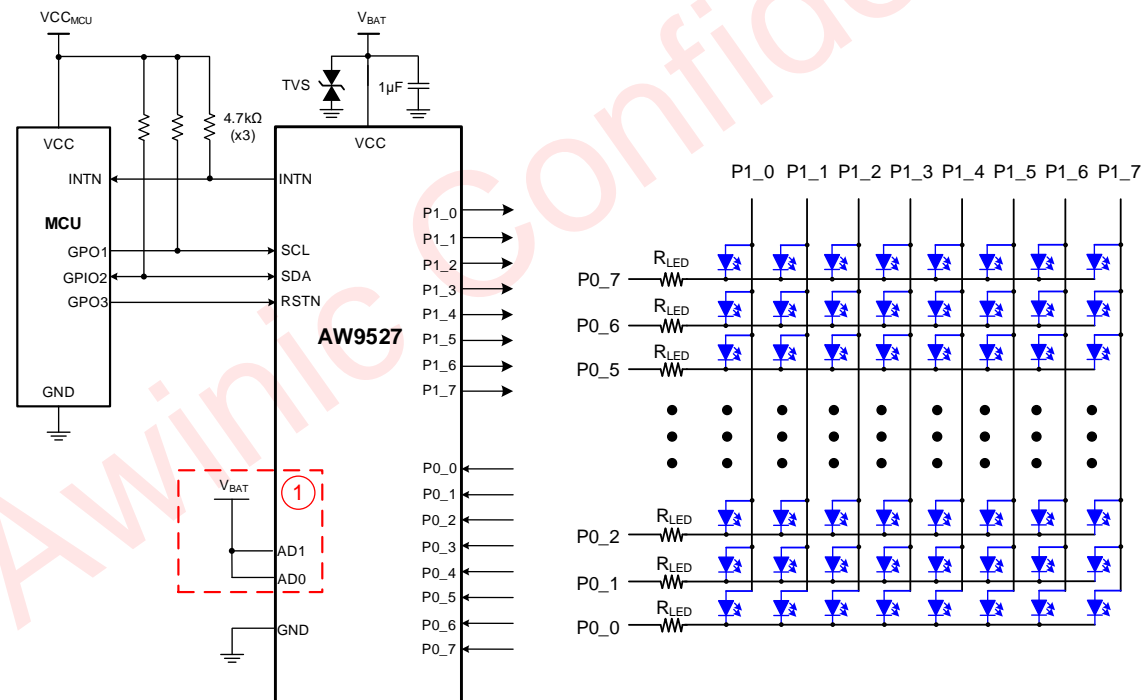 VCCMCU
VBAT
TVS
1µF
4.7kΩ
(x3)
VCC
VCC
INTN
INTN
MCU
GPO1
SCL
GPIO2
SDA
GPO3
RSTN
AW9527
GND
P1_0
P1_1
P1_2
P1_3
P1_4
P1_5
P1_6
P1_7
VBAT
1
AD1
AD0
GND
P0_0
P0_1
P0_2
P0_3
P0_4
P0_5
P0_6
P0_7
P1_0 P1_1 P1_2 P1_3 P1_4 P1_5 P1_6 P1_7
RLED
P0_7
RLED
P0_6
RLED
P0_5
RLED
P0_2
RLED
P0_1
RLED
P0_0
Awinic